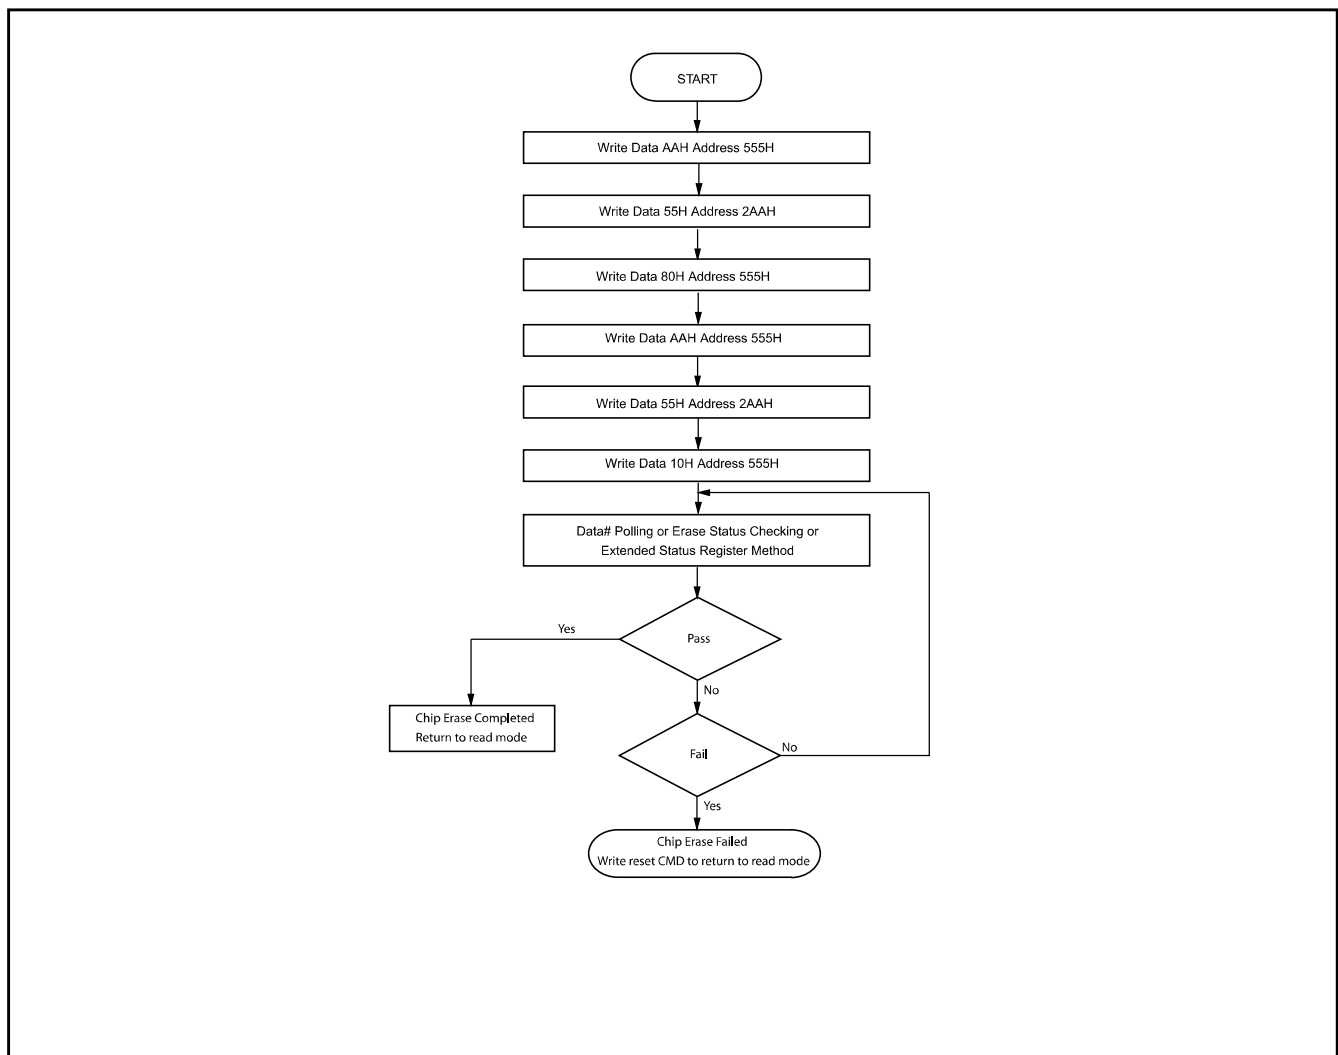 START
Write Data AAH Address 555H
Write Data 55H Address 2AAH
Write Data 80H Address 555H
Write Data AAH Address 555H
Write Data 55H Address 2AAH
Write Data 10H Address 555H
Data# Polling or Erase Status Checking or
Extended Status Register Method
Yes
Pass
No
Chip Erase Completed
Return to read mode
Fail
No
Yes
Chip Erase Failed
Write reset CMD to return to read mode